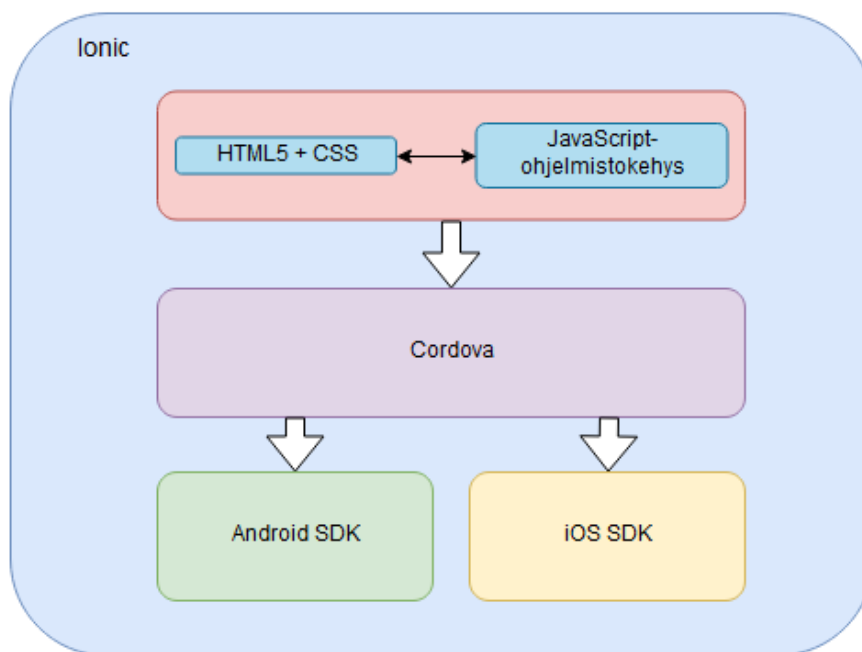 Ionic
HTML5 + CSS
JavaScript-
ohjelmistokehys
Cordova
Android SDK
iOS SDK